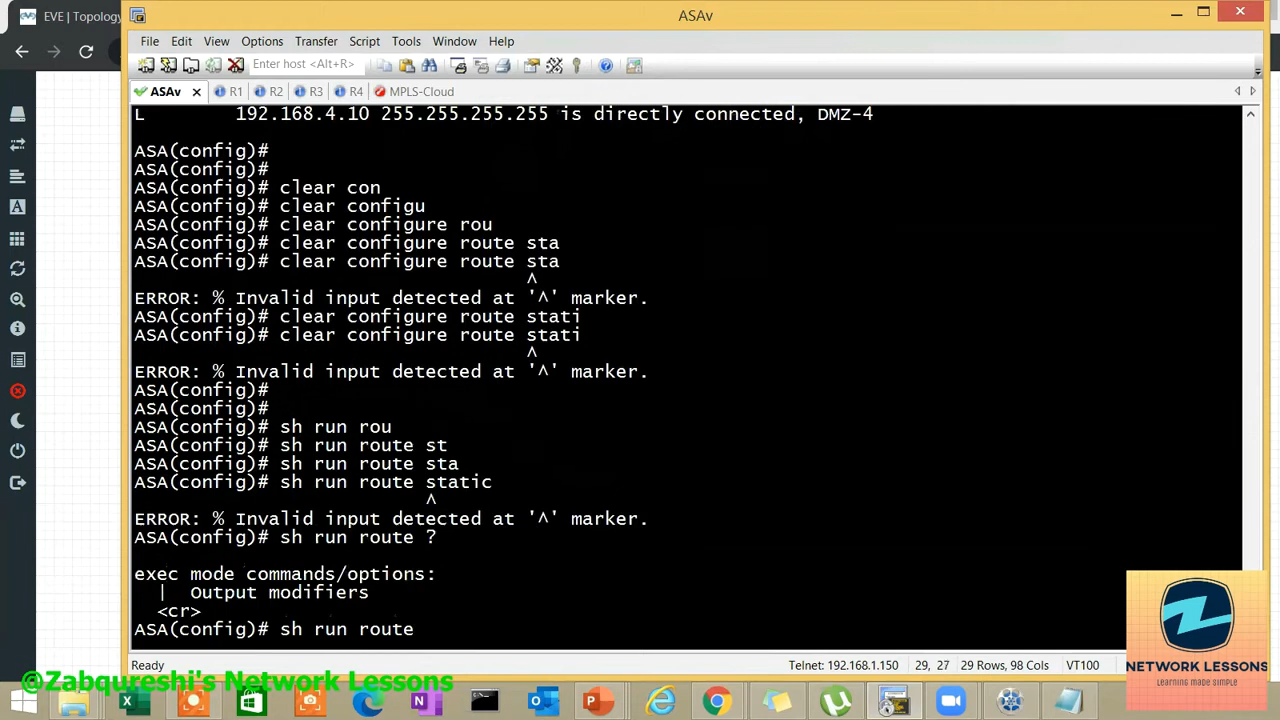 EVE | Topology
ASAv
File Edit View Options Transfer Script Tools Window Help
Enter host <Alt+R>
ASAv R1 R2 R3 R4 MPLS-Cloud
L 192.168.4.10 255.255.255.255 is directly connected, DMZ-4
ASA(config)#
ASA(config)#
ASA(config)# clear con
ASA(config)# clear configu
ASA(config)# clear configure rou
ASA(config)# clear configure route sta
ASA(config)# clear configure route sta
^
ERROR: % Invalid input detected at '^' marker.
ASA(config)# clear configure route stati
ASA(config)# clear configure route stati
^
ERROR: % Invalid input detected at '^' marker.
ASA(config)#
ASA(config)#
ASA(config)# sh run rou
ASA(config)# sh run route st
ASA(config)# sh run route sta
ASA(config)# sh run route static
^
ERROR: % Invalid input detected at '^' marker.
ASA(config)# sh run route ?
exec mode commands/options:
| Output modifiers
<cr>
ASA(config)# sh run route
Ready Telnet: 192.168.1.150 29, 27 29 Rows, 98 Cols VT100
NETWORK LESSONS
Learning made simple
@Zabqureshi's Network Lessons